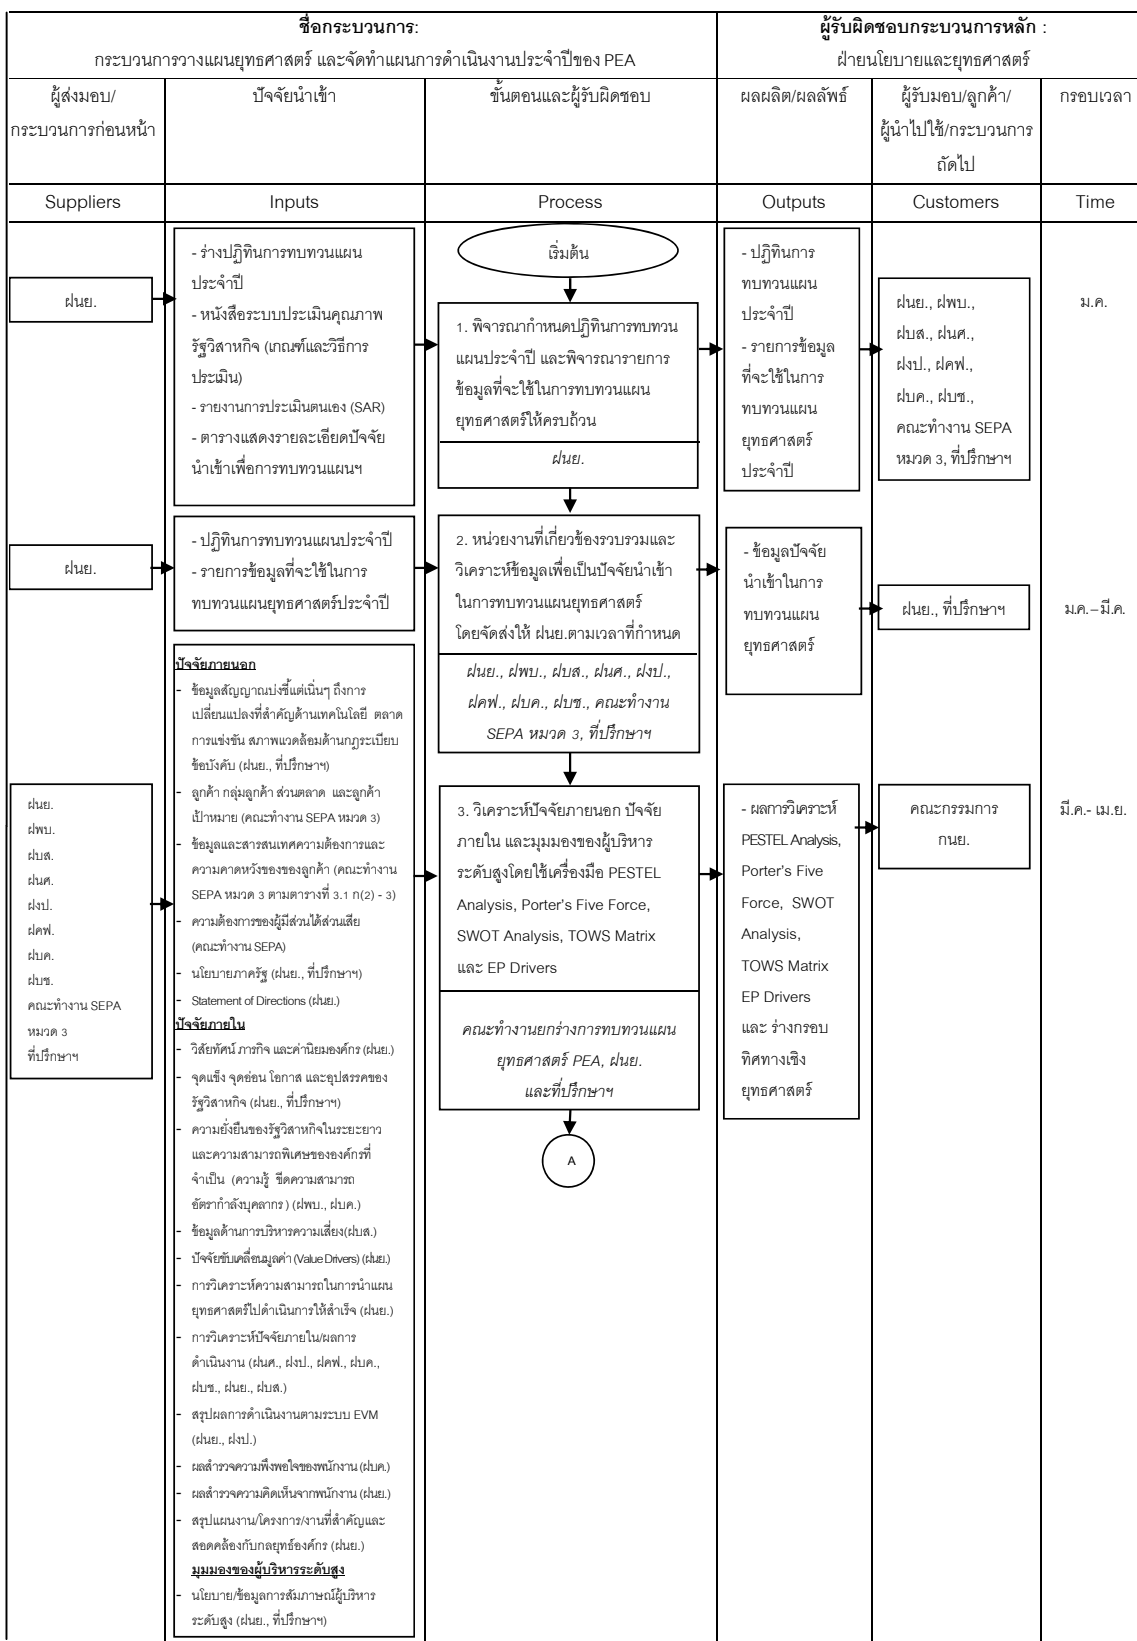 ชื่อกระบวนการ:
กระบวนการวางแผนยุทธศาสตร์ และจัดทำแผนการดำเนินงานประจำปีของ PEA
ผู้รับผิดชอบกระบวนการหลัก :
ฝ่ายนโยบายและยุทธศาสตร์
ผู้ส่งมอบ/
กระบวนการก่อนหน้า
ปัจจัยนำเข้า
ขั้นตอนและผู้รับผิดชอบ
ผลผลิต/ผลลัพธ์
ผู้รับมอบ/ลูกค้า/
ผู้นำไปใช้/กระบวนการ
ถัดไป
กรอบเวลา
Suppliers
Inputs
Process
Outputs
Customers
Time
ฝนย.
- ร่างปฏิทินการทบทวนแผน
ประจำปี
- หนังสือระบบประเมินคุณภาพ
รัฐวิสาหกิจ (เกณฑ์และวิธีการ
ประเมิน)
- รายงานการประเมินตนเอง (SAR)
- ตารางแสดงรายละเอียดปัจจัย
นำเข้าเพื่อการทบทวนแผนฯ
เริ่มต้น
1. พิจารณากำหนดปฏิทินการทบทวน
แผนประจำปี และพิจารณารายการ
ข้อมูลที่จะใช้ในการทบทวนแผน
ยุทธศาสตร์ให้ครบถ้วน
ฝนย.
- ปฏิทินการ
ทบทวนแผน
ประจำปี
- รายการข้อมูล
ที่จะใช้ในการ
ทบทวนแผน
ยุทธศาสตร์
ประจำปี
ฝนย., ฝพบ.,
ฝบส., ฝนศ.,
ฝงป., ฝคฟ.,
ฝบค., ฝบช.,
คณะทำงาน SEPA
หมวด 3, ที่ปรึกษาฯ
ม.ค.
ฝนย.
- ปฏิทินการทบทวนแผนประจำปี
- รายการข้อมูลที่จะใช้ในการ
ทบทวนแผนยุทธศาสตร์ประจำปี
2. หน่วยงานที่เกี่ยวข้องรวบรวมและ
วิเคราะห์ข้อมูลเพื่อเป็นปัจจัยนำเข้า
ในการทบทวนแผนยุทธศาสตร์
โดยจัดส่งให้ ฝนย.ตามเวลาที่กำหนด
ฝนย., ฝพบ., ฝบส., ฝนศ., ฝงป.,
ฝคฟ., ฝบค., ฝบช., คณะทำงาน
SEPA หมวด 3, ที่ปรึกษาฯ
- ข้อมูลปัจจัย
นำเข้าในการ
ทบทวนแผน
ยุทธศาสตร์
ฝนย., ที่ปรึกษาฯ
ม.ค.–มี.ค.
ฝนย.
ฝพบ.
ฝบส.
ฝนศ.
ฝงป.
ฝคฟ.
ฝบค.
ฝบช.
คณะทำงาน SEPA
หมวด 3
ที่ปรึกษาฯ
ปัจจัยภายนอก
- ข้อมูลสัญญาณบ่งชี้แต่เนิ่นๆ ถึงการ
เปลี่ยนแปลงที่สำคัญด้านเทคโนโลยี ตลาด
การแข่งขัน สภาพแวดล้อมด้านกฎระเบียบ
ข้อบังคับ (ฝนย., ที่ปรึกษาฯ)
- ลูกค้า กลุ่มลูกค้า ส่วนตลาด และลูกค้า
เป้าหมาย (คณะทำงาน SEPA หมวด 3)
- ข้อมูลและสารสนเทศความต้องการและ
ความคาดหวังของของลูกค้า (คณะทำงาน
SEPA หมวด 3 ตามตารางที่ 3.1 ก(2) - 3)
- ความต้องการของผู้มีส่วนได้ส่วนเสีย
(คณะทำงาน SEPA)
- นโยบายภาครัฐ (ฝนย., ที่ปรึกษาฯ)
- Statement of Directions (ฝนย.)
ปัจจัยภายใน
- วิสัยทัศน์ ภารกิจ และค่านิยมองค์กร (ฝนย.)
- จุดแข็ง จุดอ่อน โอกาส และอุปสรรคของ
รัฐวิสาหกิจ (ฝนย., ที่ปรึกษาฯ)
- ความยั่งยืนของรัฐวิสาหกิจในระยะยาว
และความสามารถพิเศษขององค์กรที่
จำเป็น (ความรู้ ขีดความสามารถ
อัตรากำลังบุคลากร ) (ฝพบ., ฝบค.)
- ข้อมูลด้านการบริหารความเสี่ยง(ฝบส.)
- ปัจจัยขับเคลื่อนมูลค่า (Value Drivers) (ฝนย.)
- การวิเคราะห์ความสามารถในการนำแผน
ยุทธศาสตร์ไปดำเนินการให้สำเร็จ (ฝนย.)
- การวิเคราะห์ปัจจัยภายใน/ผลการ
ดำเนินงาน (ฝนศ., ฝงป., ฝคฟ., ฝบค.,
ฝบช., ฝนย., ฝบส.)
- สรุปผลการดำเนินงานตามระบบ EVM
(ฝนย., ฝงป.)
- ผลสำรวจความพึงพอใจของพนักงาน (ฝบค.)
- ผลสำรวจความคิดเห็นจากพนักงาน (ฝนย.)
- สรุปแผนงาน/โครงการ/งานที่สำคัญและ
สอดคล้องกับกลยุทธ์องค์กร (ฝนย.)
มุมมองของผู้บริหารระดับสูง
- นโยบาย/ข้อมูลการสัมภาษณ์ผู้บริหาร
ระดับสูง (ฝนย., ที่ปรึกษาฯ)
3. วิเคราะห์ปัจจัยภายนอก ปัจจัย
ภายใน และมุมมองของผู้บริหาร
ระดับสูงโดยใช้เครื่องมือ PESTEL
Analysis, Porter's Five Force,
SWOT Analysis, TOWS Matrix
และ EP Drivers
คณะทำงานยกร่างการทบทวนแผน
ยุทธศาสตร์ PEA, ฝนย.
และที่ปรึกษาฯ
A
- ผลการวิเคราะห์
PESTEL Analysis,
Porter's Five
Force, SWOT
Analysis,
TOWS Matrix
EP Drivers
และ ร่างกรอบ
ทิศทางเชิง
ยุทธศาสตร์
คณะกรรมการ
กนย.
มี.ค.- เม.ย.